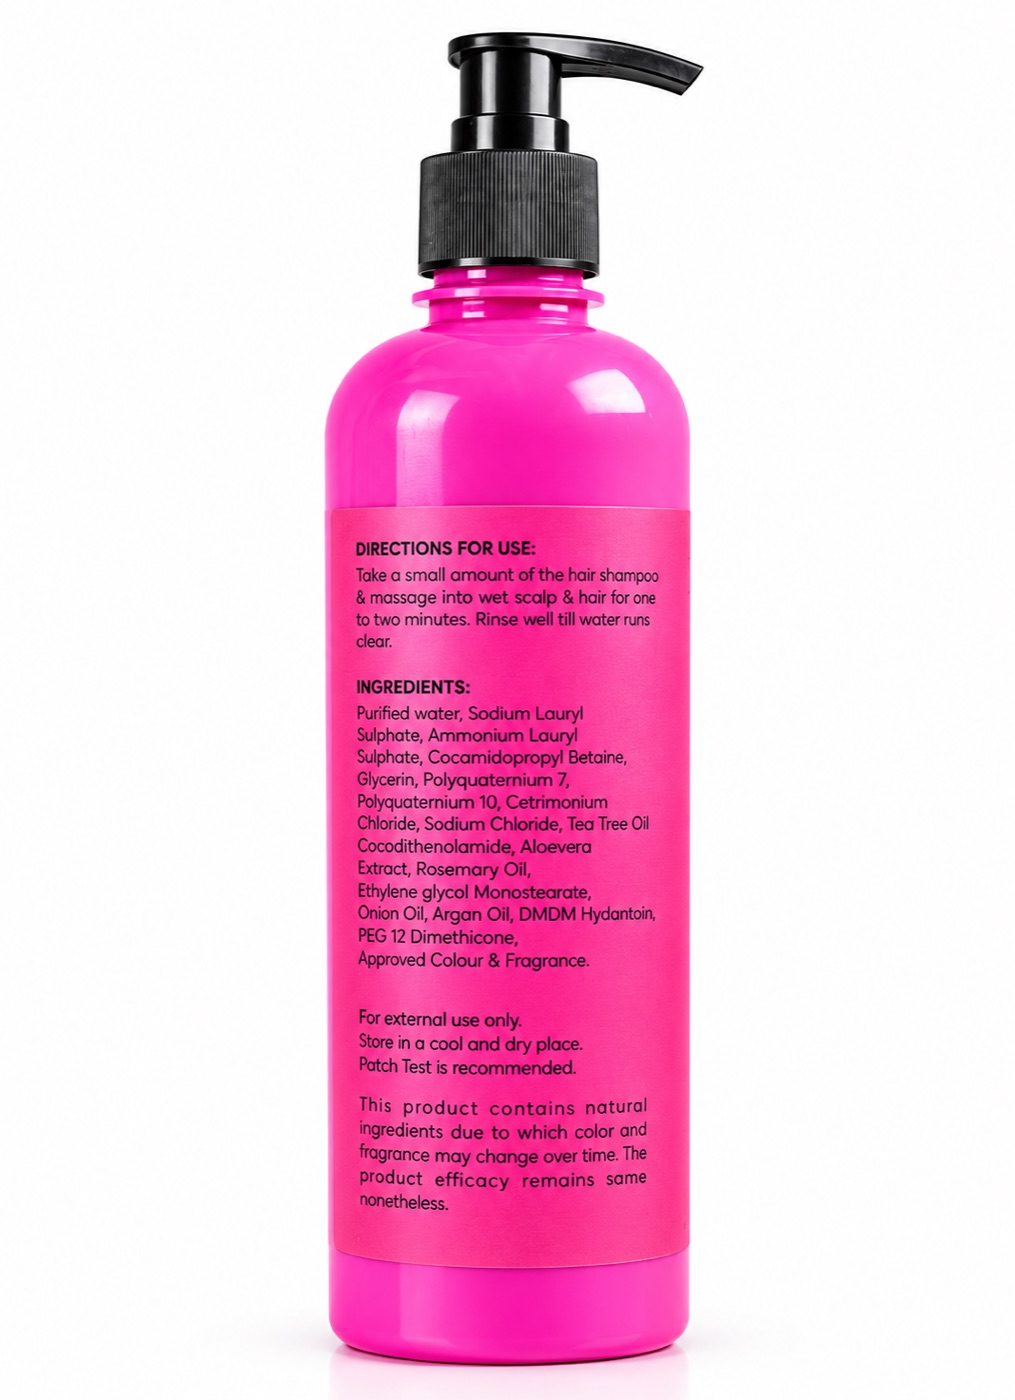 DIRECTIONS FOR USE:
Take a small amount of the hair shampoo
& massage into wet scalp & hair for one
to two minutes. Rinse well till water runs
clear.
INGREDIENTS:
Purified water, Sodium Lauryl
Sulphate, Ammonium Lauryl
Sulphate, Cocamidopropyl Betaine,
Glycerin, Polyquaternium 7,
Polyquaternium 10, Cetrimonium
Chloride, Sodium Chloride, Tea Tree Oil
Cocodithenolamide, Aloevera
Extract, Rosemary Oil,
Ethylene glycol Monostearate,
Onion Oil, Argan Oil, DMDM Hydantoin,
PEG 12 Dimethicone,
Approved Colour & Fragrance.
For external use only.
Store in a cool and dry place.
Patch Test is recommended.
This product contains natural
ingredients due to which color and
fragrance may change over time. The
product efficacy remains same
nonetheless.